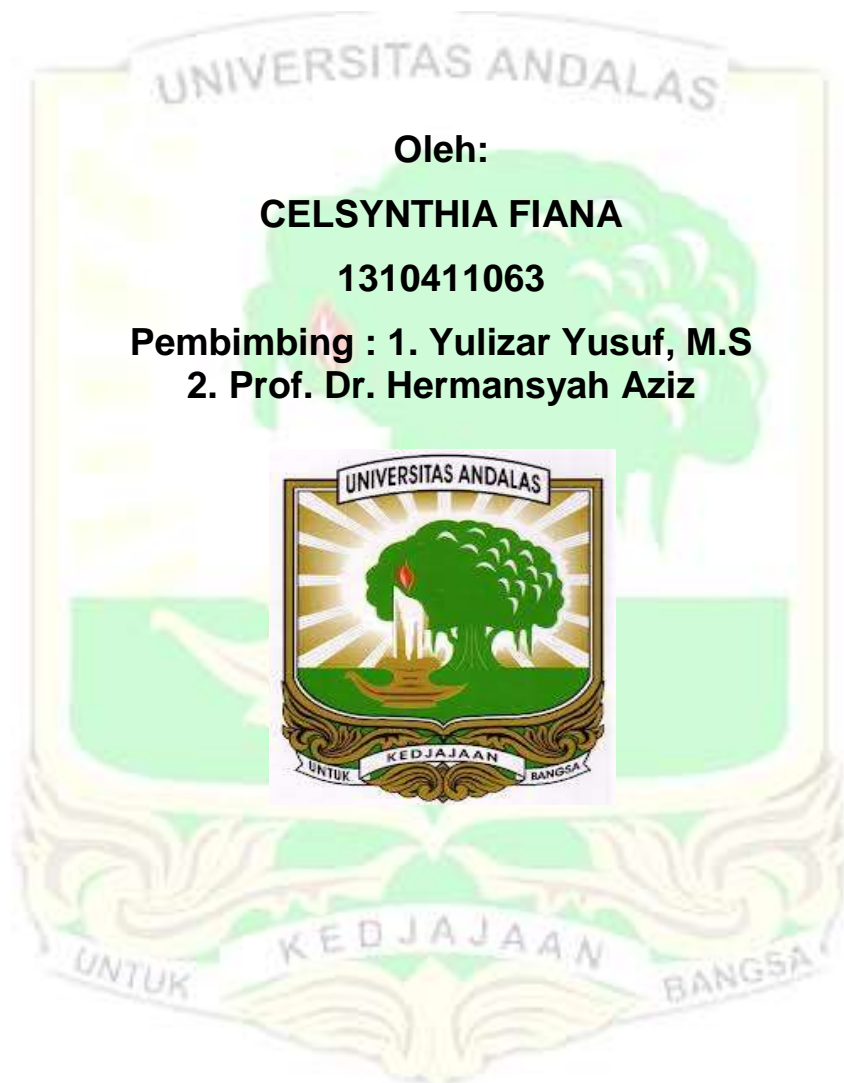 UNIVERSITAS ANDALAS
Oleh:
CELSYNTHIA FIANA
1310411063
Pembimbing : 1. Yulizar Yusuf, M.S
2. Prof. Dr. Hermansyah Aziz
UNIVERSITAS ANDALAS
UNTUK KEDJAJAAN BANGSA
UNTUK KEDJAJAAN BANGSA